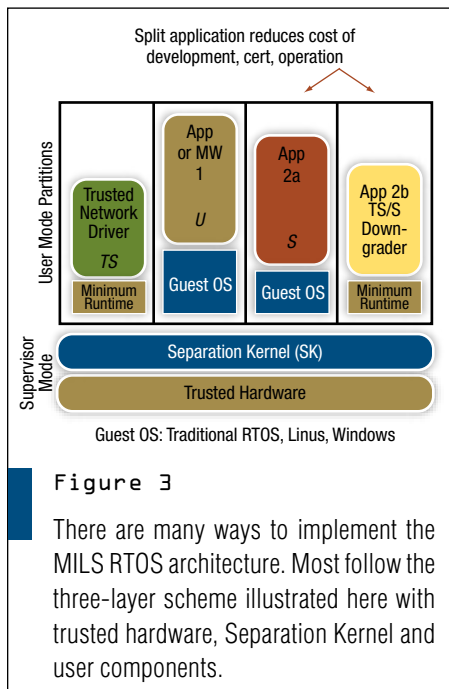 Split application reduces cost of
development, cert, operation
User Mode Partitions
Trusted
Network
Driver
TS
Minimum
Runtime
App
or MW
1
U
Guest OS
App
2a
S
Guest OS
App 2b
TS/S
Down-
grader
Minimum
Runtime
Supervisor
Mode
Separation Kernel (SK)
Trusted Hardware
Guest OS: Traditional RTOS, Linus, Windows
Figure 3
There are many ways to implement the
MILS RTOS architecture. Most follow the
three-layer scheme illustrated here with
trusted hardware, Separation Kernel and
user components.